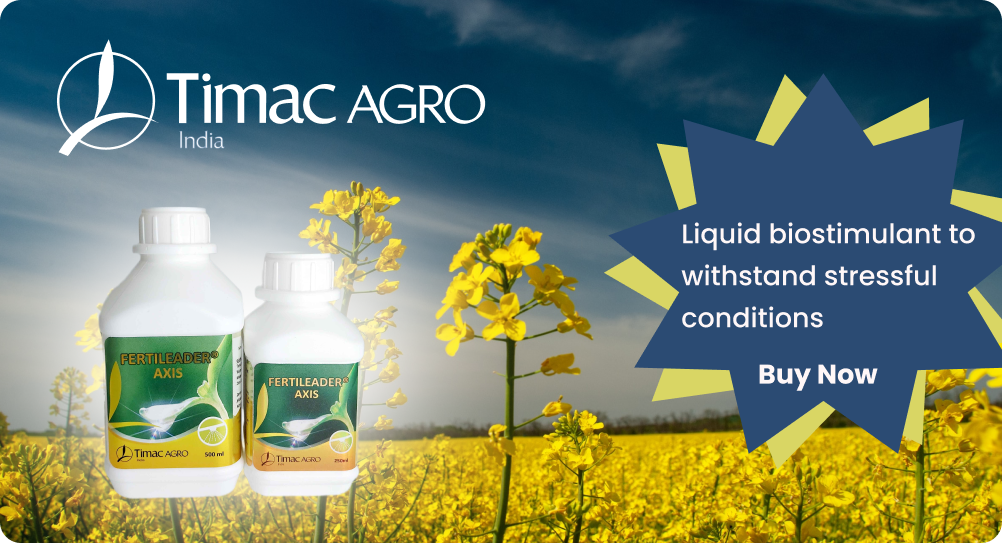 Timac AGRO
India
Liquid biostimulant to
withstand stressful
conditions
Buy Now
FERTILEADER®
AXIS
Timac AGRO
500 ml
FERTILEADER®
AXIS
Timac AGRO
250ml